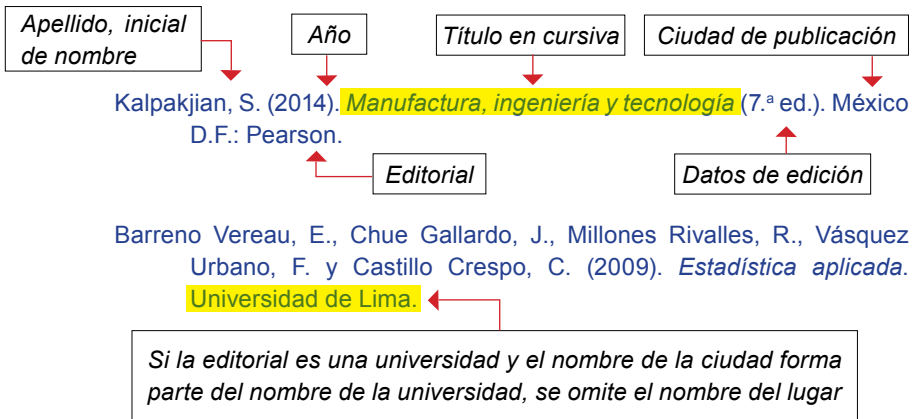 Apellido, inicial
de nombre
Año
Título en cursiva
Ciudad de publicación
Kalpakjian, S. (2014). Manufactura, ingeniería y tecnología (7.ª ed.). México
D.F.: Pearson.
Editorial
Datos de edición
Barreno Vereau, E., Chue Gallardo, J., Millones Rivalles, R., Vásquez
Urbano, F. y Castillo Crespo, C. (2009). Estadística aplicada.
Universidad de Lima.
Si la editorial es una universidad y el nombre de la ciudad forma
parte del nombre de la universidad, se omite el nombre del lugar